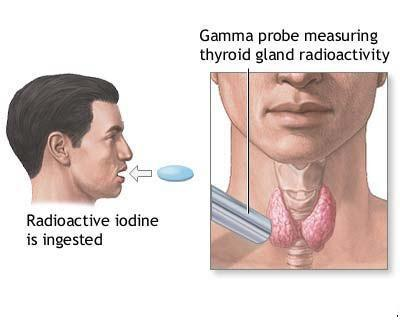 Gamma probe measuring
thyroid gland radioactivity
Radioactive iodine
is ingested